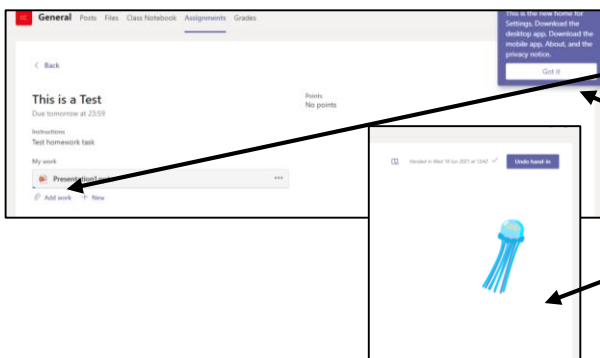 General Posts Files Class Notebook Assignments Grades
This is the new home for
Settings, Download the
desktop app, Download the
mobile app, About, and the
privacy notice.
Got it
< Back
This is a Test
Due tomorrow at 23:59
Points
No points
Instructions
Test homework task
My work
Presentation1
Add work + New
Handed in Wed 16 Jun 2021 at 13:42
Undo hand-in